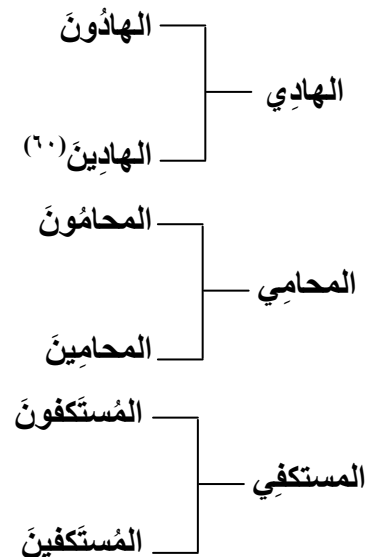 الهادُونَ
الهادِي
الهادِينَ(٦٠)
المحامُونَ
المحامِي
المحامِينَ
المُستَكفونَ
المستكفِي
المُستَكفِينَ